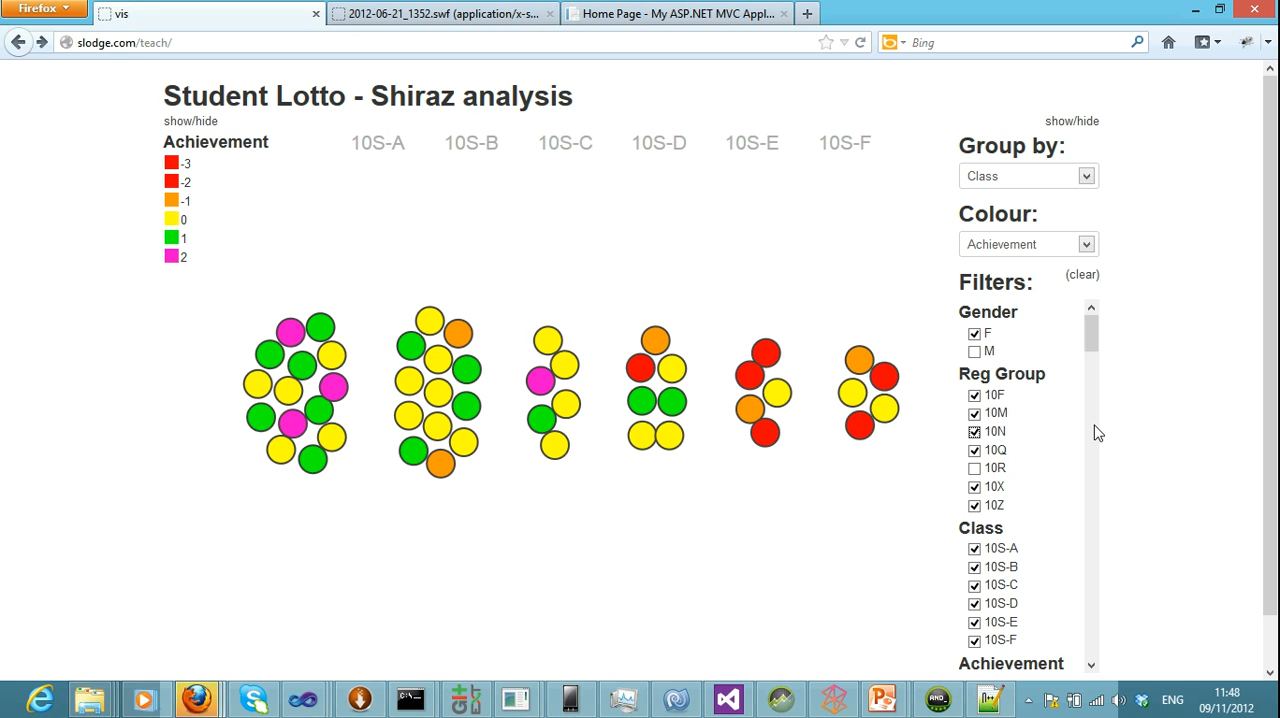 Firefox
vis
2012-06-21_1352.swf (application/x-s...
Home Page - My ASP.NET MVC Appl...
slodge.com/teach/
Bing
Student Lotto - Shiraz analysis
show/hide
show/hide
Achievement
10S-A
10S-B
10S-C
10S-D
10S-E
10S-F
-3
-2
-1
0
1
2
Group by:
Class
Colour:
Achievement
Filters:
(clear)
Gender
F
M
Reg Group
10F
10M
10N
10Q
10R
10X
10Z
Class
10S-A
10S-B
10S-C
10S-D
10S-E
10S-F
Achievement
ENG
11:48
09/11/2012